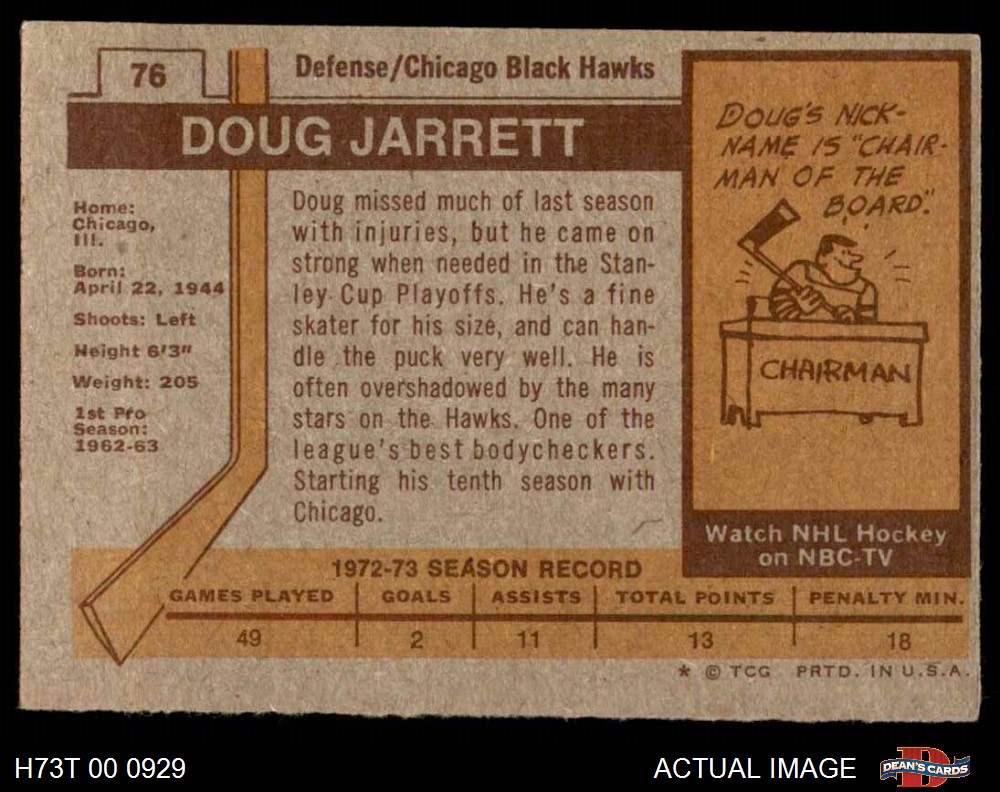 76
Defense/Chicago Black Hawks
DOUG JARRETT
Home:
Chicago,
Ill.
Born:
April 22, 1944
Shoots: Left
Height 6'3"
Weight: 205
1st Pro
Season:
1962-63
Doug missed much of last season
with injuries, but he came on
strong when needed in the Stan-
ley Cup Playoffs. He's a fine
skater for his size, and can han-
dle the puck very well. He is
often overshadowed by the many
stars on the Hawks. One of the
league's best bodycheckers.
Starting his tenth season with
Chicago.
DOUG'S NICK-
NAME IS "CHAIR-
MAN OF THE
BOARD."
CHAIRMAN
Watch NHL Hockey
on NBC-TV
1972-73 SEASON RECORD
GAMES PLAYED GOALS ASSISTS TOTAL POINTS PENALTY MIN.
49 2 11 13 18
* © TCG PRTD. IN U.S.A.
H73T 00 0929
ACTUAL IMAGE
D
DEAN'S CARDS